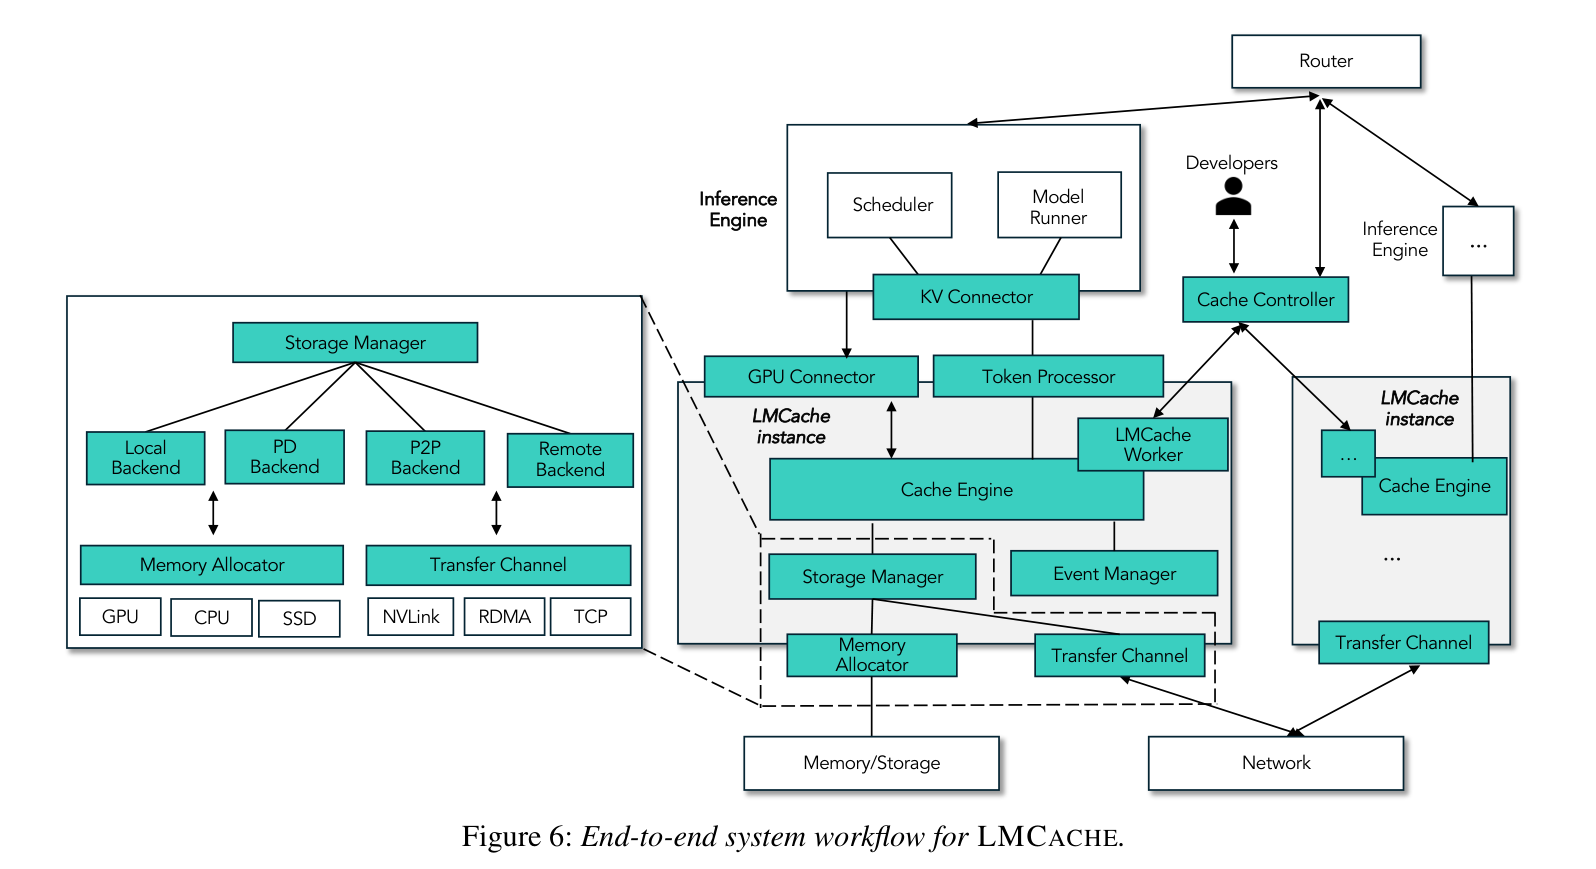 Router
Developers
Inference
Engine
Scheduler
Model
Runner
Inference
Engine
...
KV Connector
Cache Controller
Storage Manager
GPU Connector
Token Processor
LMCache
instance
LMCache
Worker
LMCache
instance
...
Local
Backend
PD
Backend
P2P
Backend
Remote
Backend
Cache Engine
Cache Engine
Memory Allocator
Transfer Channel
Storage Manager
Event Manager
...
GPU
CPU
SSD
NVLink
RDMA
TCP
Memory
Allocator
Transfer Channel
Transfer Channel
Memory/Storage
Network
Figure 6: End-to-end system workflow for LMCACHE.